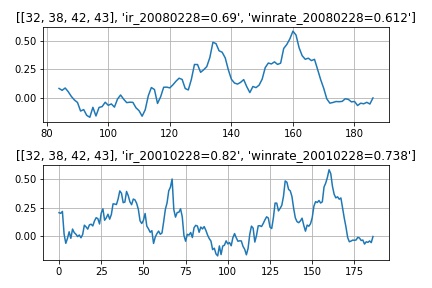 [[32, 38, 42, 43], 'ir_20080228=0.69', 'winrate_20080228=0.612']
0.50
0.25
0.00
80 100 120 140 160 180
[[32, 38, 42, 43], 'ir_20010228=0.82', 'winrate_20010228=0.738']
0.50
0.25
0.00
0 25 50 75 100 125 150 175